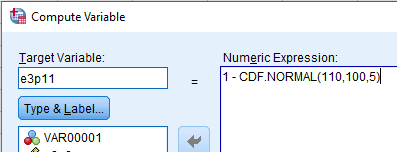 Compute Variable
Target Variable:
Numeric Expression:
e3p11
=
1 - CDF.NORMAL(110,100,5)
Type & Label...
VAR00001